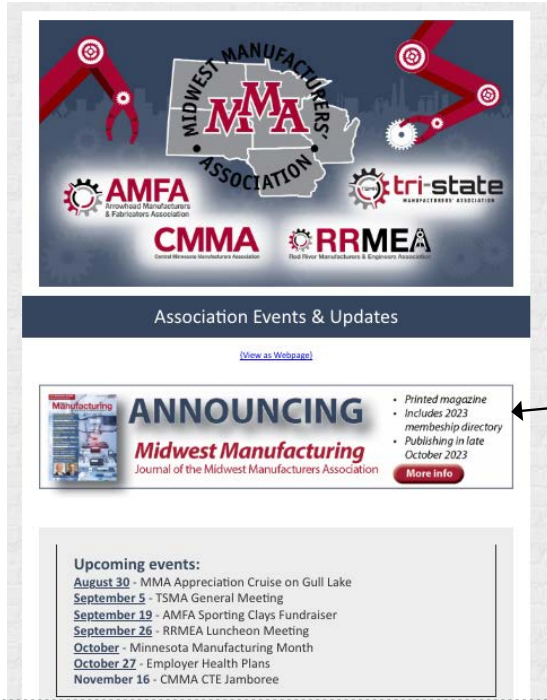 MIDWEST MANUFACTURERS'
MMA
ASSOCIATION
AMFA
Arrowhead Manufacturers
& Fabricators Association
TSMA
tri-state
MANUFACTURERS' ASSOCIATION
CMMA
Central Minnesota Manufacturers Association
RRMEA
Red River Manufacturers & Engineers Association
Association Events & Updates
(View as Webpage)
Manufacturing
ANNOUNCING
Midwest Manufacturing
Journal of the Midwest Manufacturers Association
• Printed magazine
• Includes 2023
membeship directory
• Publishing in late
October 2023
More info
Upcoming events:
August 30 - MMA Appreciation Cruise on Gull Lake
September 5 - TSMA General Meeting
September 19 - AMFA Sporting Clays Fundraiser
September 26 - RRMEA Luncheon Meeting
October - Minnesota Manufacturing Month
October 27 - Employer Health Plans
November 16 - CMMA CTE Jamboree